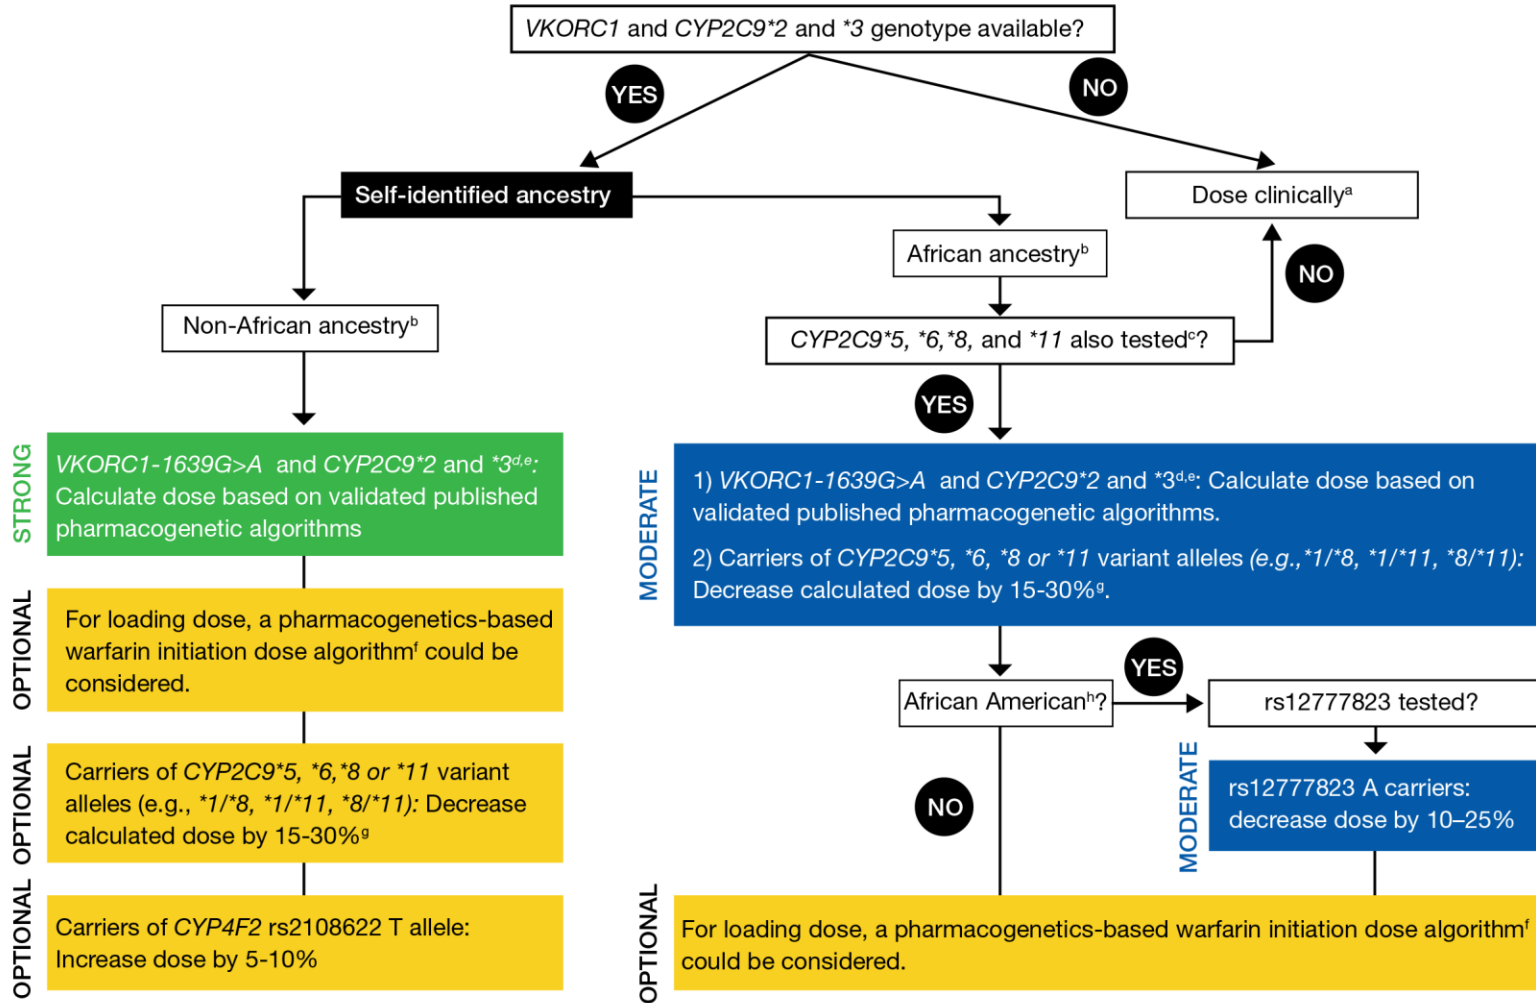 VKORC1 and CYP2C9*2 and *3 genotype available?
YES
NO
Self-identified ancestry
Dose clinicallyᵃ
African ancestryᵇ
NO
Non-African ancestryᵇ
CYP2C9*5, *6,*8, and *11 also testedᶜ?
YES
STRONG
VKORC1-1639G>A and CYP2C9*2 and *3ᵈ,ᵉ:
Calculate dose based on validated published
pharmacogenetic algorithms
MODERATE
1) VKORC1-1639G>A and CYP2C9*2 and *3ᵈ,ᵉ: Calculate dose based on
validated published pharmacogenetic algorithms.
2) Carriers of CYP2C9*5, *6, *8 or *11 variant alleles (e.g.,*1/*8, *1/*11, *8/*11):
Decrease calculated dose by 15-30%ᵍ.
OPTIONAL
For loading dose, a pharmacogenetics-based
warfarin initiation dose algorithmᶠ could be
considered.
YES
African Americanʰ?
rs12777823 tested?
OPTIONAL
Carriers of CYP2C9*5, *6,*8 or *11 variant
alleles (e.g., *1/*8, *1/*11, *8/*11): Decrease
calculated dose by 15-30%ᵍ
NO
MODERATE
rs12777823 A carriers:
decrease dose by 10–25%
OPTIONAL
Carriers of CYP4F2 rs2108622 T allele:
Increase dose by 5-10%
OPTIONAL
For loading dose, a pharmacogenetics-based warfarin initiation dose algorithmᶠ
could be considered.